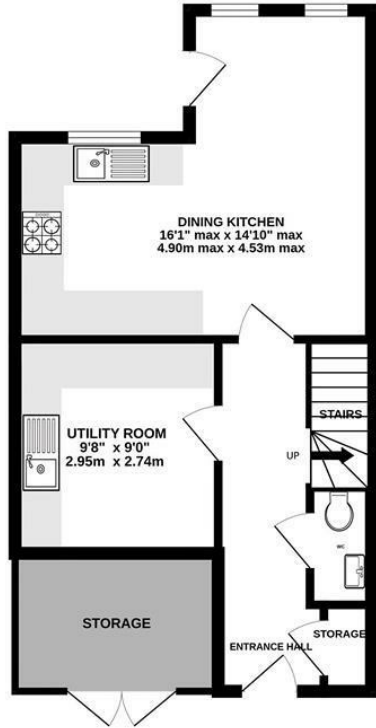 DINING KITCHEN
16'1" max x 14'10" max
4.90m max x 4.53m max
STAIRS
UTILITY ROOM
9'8" x 9'0"
2.95m x 2.74m
UP
WC
STORAGE
STORAGE
ENTRANCE HALL